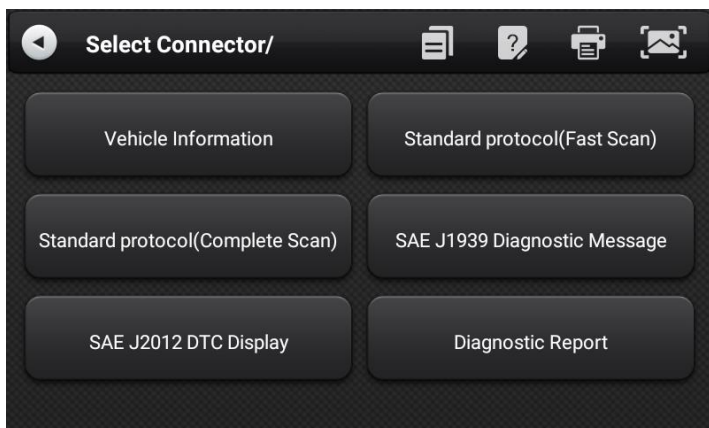 Select Connector/
Vehicle Information
Standard protocol(Fast Scan)
Standard protocol(Complete Scan)
SAE J1939 Diagnostic Message
SAE J2012 DTC Display
Diagnostic Report